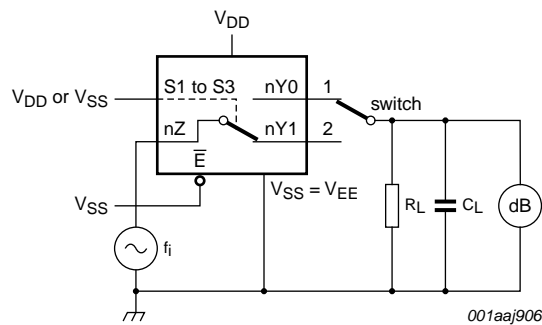 VDD
S1 to S3
nY0
1
VDD or VSS
switch
nZ
nY1
2
E
VSS = VEE
VSS
RL
CL
dB
fi
001aaj906